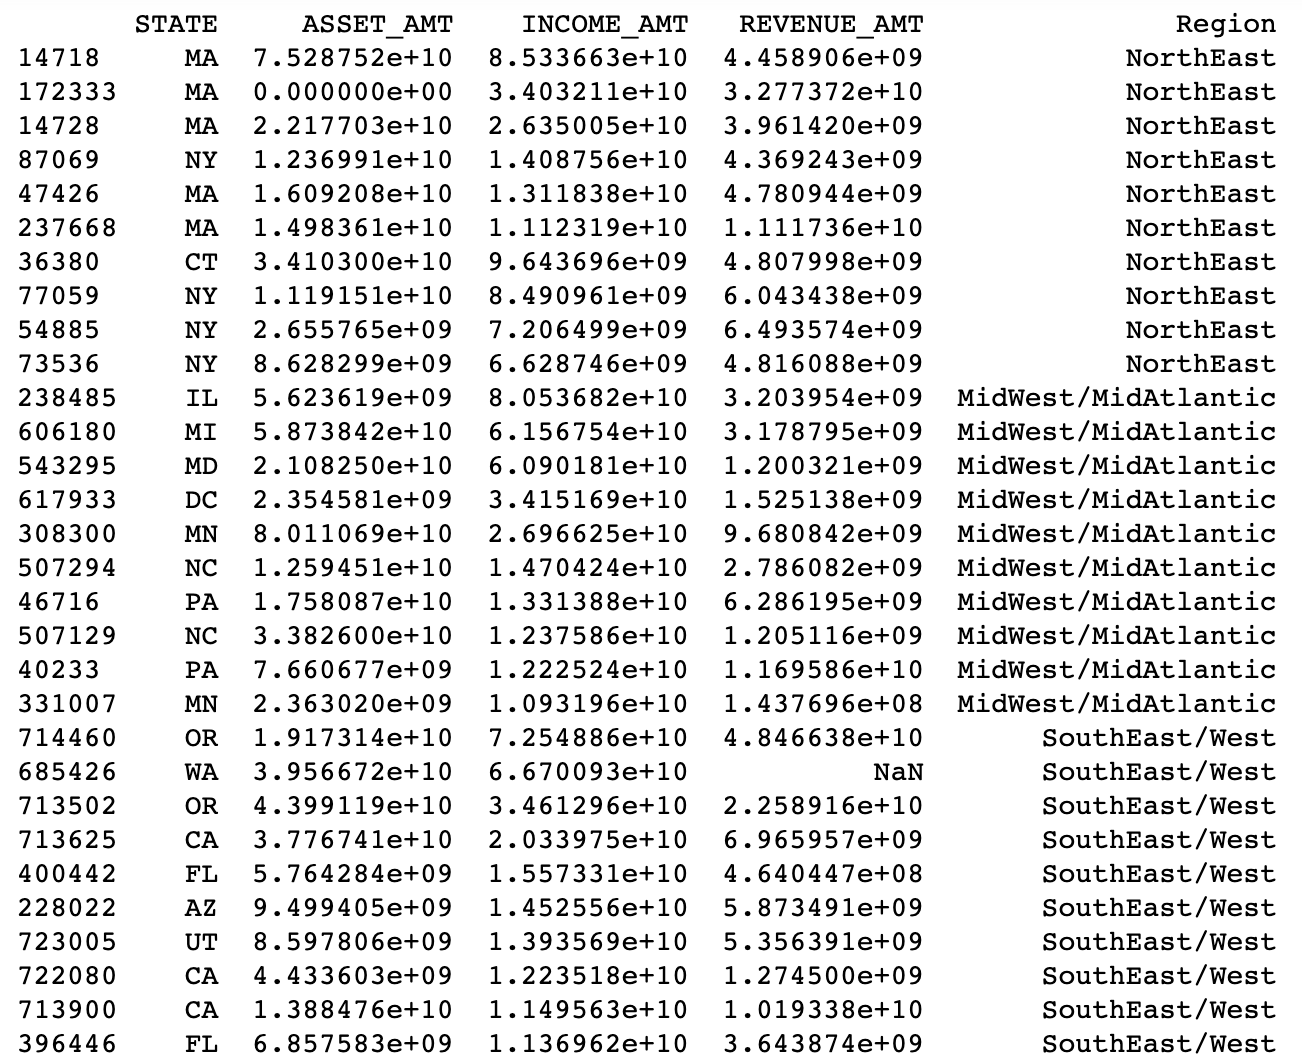 STATE ASSET_AMT INCOME_AMT REVENUE_AMT Region
14718 MA 7.528752e+10 8.533663e+10 4.458906e+09 NorthEast
172333 MA 0.000000e+00 3.403211e+10 3.277372e+10 NorthEast
14728 MA 2.217703e+10 2.635005e+10 3.961420e+09 NorthEast
87069 NY 1.236991e+10 1.408756e+10 4.369243e+09 NorthEast
47426 MA 1.609208e+10 1.311838e+10 4.780944e+09 NorthEast
237668 MA 1.498361e+10 1.112319e+10 1.111736e+10 NorthEast
36380 CT 3.410300e+10 9.643696e+09 4.807998e+09 NorthEast
77059 NY 1.119151e+10 8.490961e+09 6.043438e+09 NorthEast
54885 NY 2.655765e+09 7.206499e+09 6.493574e+09 NorthEast
73536 NY 8.628299e+09 6.628746e+09 4.816088e+09 NorthEast
238485 IL 5.623619e+09 8.053682e+10 3.203954e+09 MidWest/MidAtlantic
606180 MI 5.873842e+10 6.156754e+10 3.178795e+09 MidWest/MidAtlantic
543295 MD 2.108250e+10 6.090181e+10 1.200321e+09 MidWest/MidAtlantic
617933 DC 2.354581e+09 3.415169e+10 1.525138e+09 MidWest/MidAtlantic
308300 MN 8.011069e+10 2.696625e+10 9.680842e+09 MidWest/MidAtlantic
507294 NC 1.259451e+10 1.470424e+10 2.786082e+09 MidWest/MidAtlantic
46716 PA 1.758087e+10 1.331388e+10 6.286195e+09 MidWest/MidAtlantic
507129 NC 3.382600e+10 1.237586e+10 1.205116e+09 MidWest/MidAtlantic
40233 PA 7.660677e+09 1.222524e+10 1.169586e+10 MidWest/MidAtlantic
331007 MN 2.363020e+09 1.093196e+10 1.437696e+08 MidWest/MidAtlantic
714460 OR 1.917314e+10 7.254886e+10 4.846638e+10 SouthEast/West
685426 WA 3.956672e+10 6.670093e+10 NaN SouthEast/West
713502 OR 4.399119e+10 3.461296e+10 2.258916e+10 SouthEast/West
713625 CA 3.776741e+10 2.033975e+10 6.965957e+09 SouthEast/West
400442 FL 5.764284e+09 1.557331e+10 4.640447e+08 SouthEast/West
228022 AZ 9.499405e+09 1.452556e+10 5.873491e+09 SouthEast/West
723005 UT 8.597806e+09 1.393569e+10 5.356391e+09 SouthEast/West
722080 CA 4.433603e+09 1.223518e+10 1.274500e+09 SouthEast/West
713900 CA 1.388476e+10 1.149563e+10 1.019338e+10 SouthEast/West
396446 FL 6.857583e+09 1.136962e+10 3.643874e+09 SouthEast/West